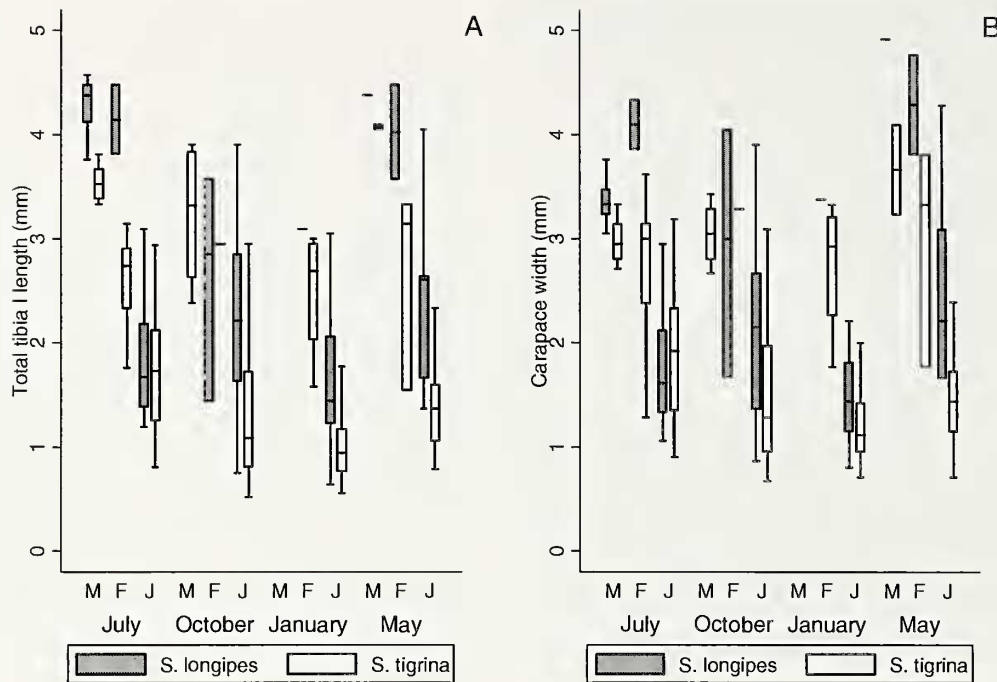 A
Total tibia I length (mm)
5
4
3
2
1
0
M F J M F J M F J M F J
July October January May
S. longipes S. tigrina
B
Carapace width (mm)
5
4
3
2
1
0
M F J M F J M F J M F J
July October January May
S. longipes S. tigrina